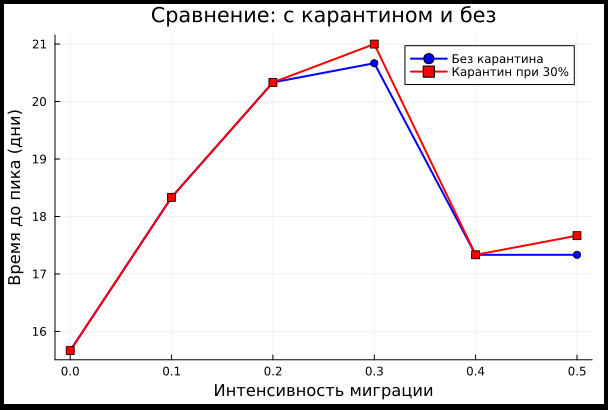 Сравнение: с карантином и без
Без карантина
Карантин при 30%
Время до пика (дни)
21
20
19
18
17
16
0.0 0.1 0.2 0.3 0.4 0.5
Интенсивность миграции